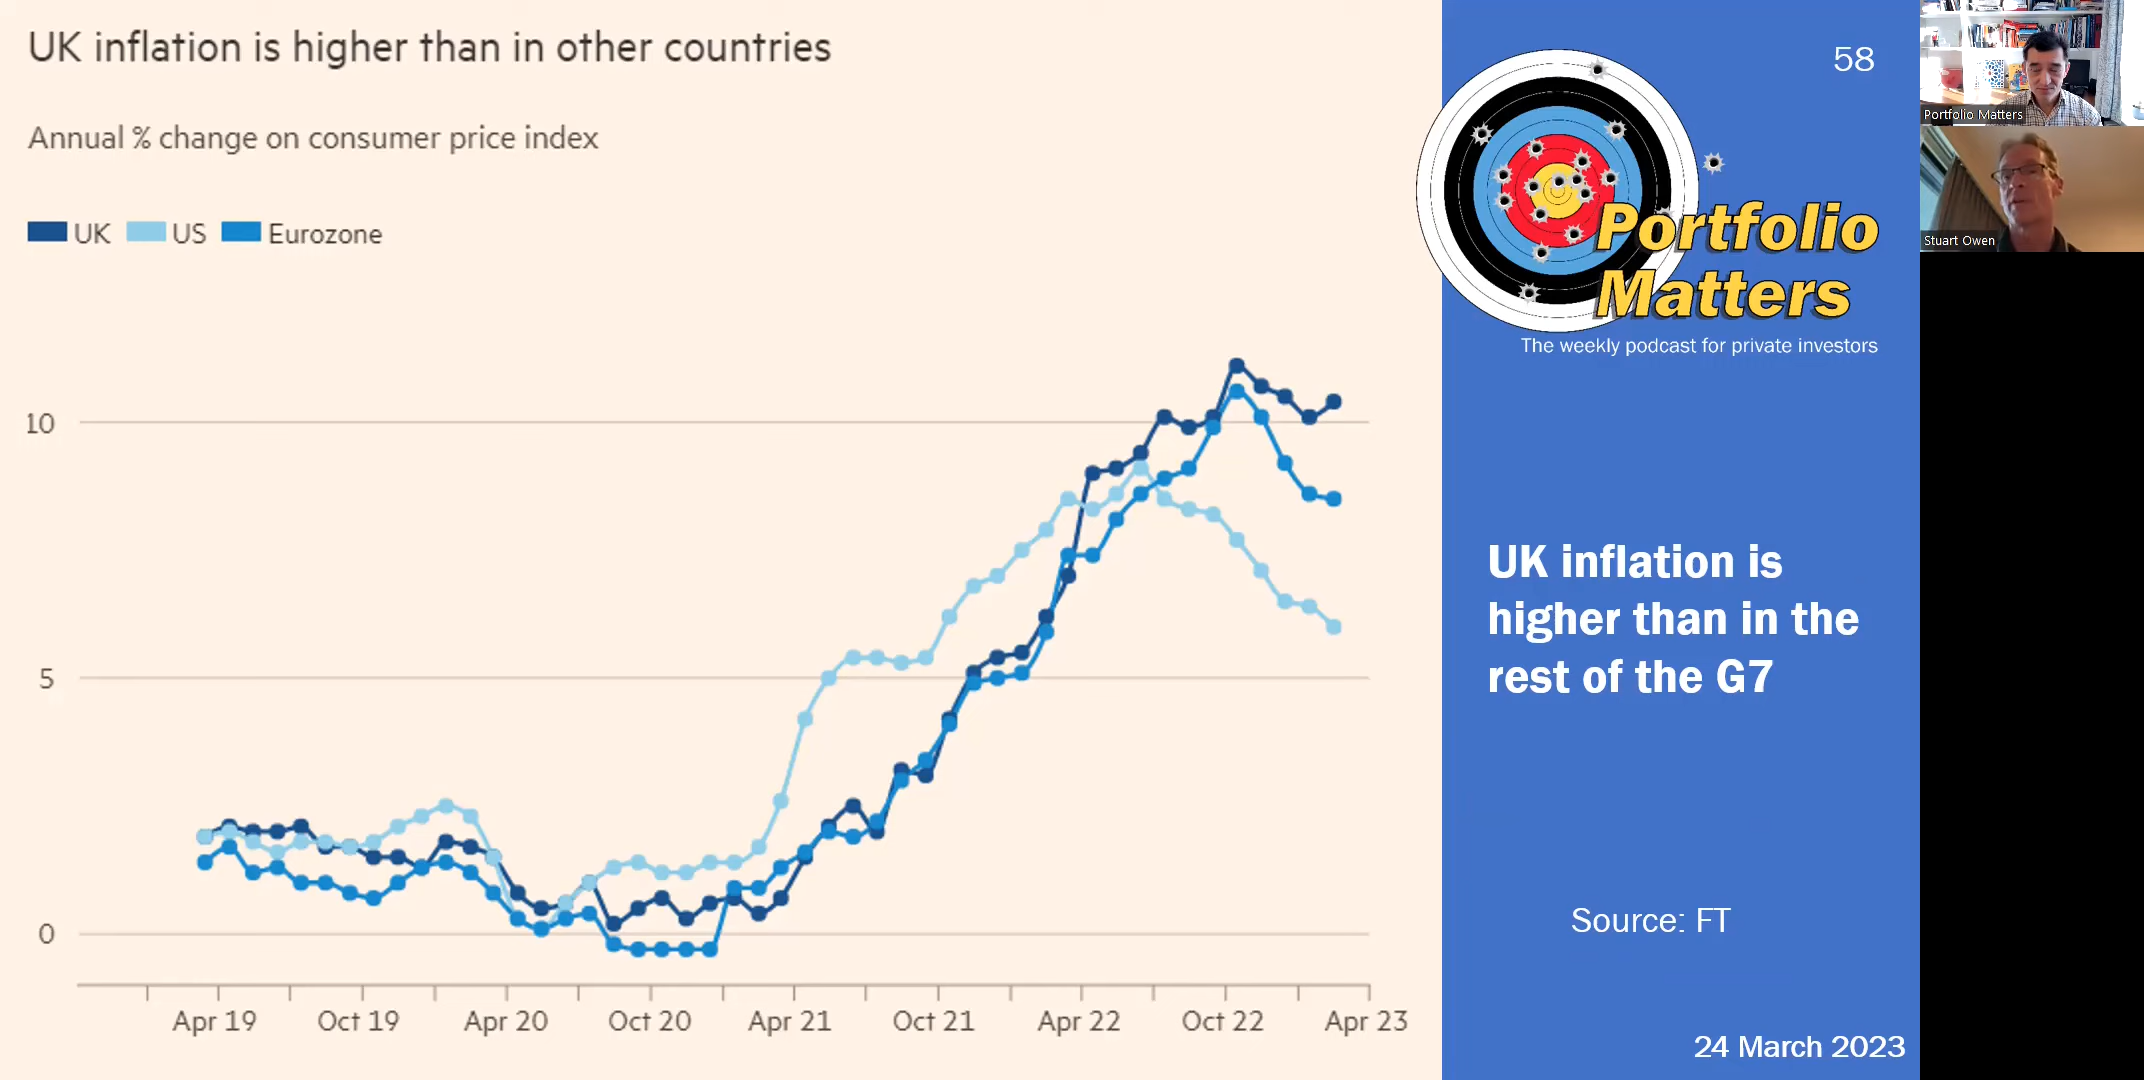 UK inflation is higher than in other countries
Annual % change on consumer price index
UK US Eurozone
10
5
0
Apr 19 Oct 19 Apr 20 Oct 20 Apr 21 Oct 21 Apr 22 Oct 22 Apr 23
58
Portfolio
Matters
The weekly podcast for private investors
UK inflation is
higher than in the
rest of the G7
Source: FT
24 March 2023
Portfolio Matters
Stuart Owen